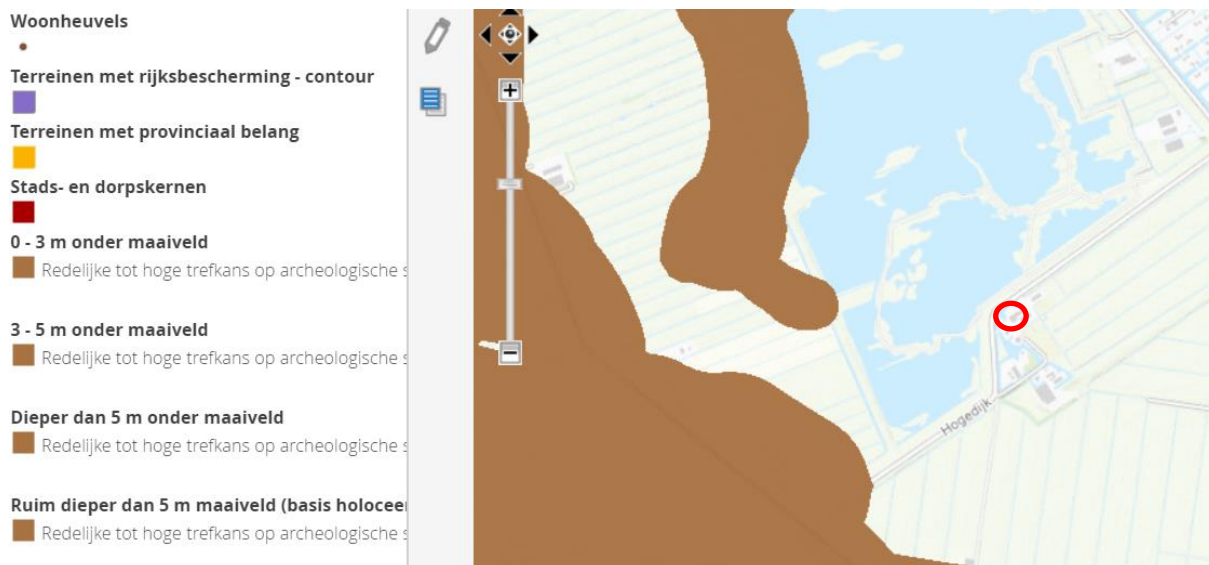 Woonheuvels
Terreinen met rijksbescherming - contour
Terreinen met provinciaal belang
Stads- en dorpskernen
0 - 3 m onder maaiveld
Redelijke tot hoge trefkans op archeologische s
3 - 5 m onder maaiveld
Redelijke tot hoge trefkans op archeologische s
Dieper dan 5 m onder maaiveld
Redelijke tot hoge trefkans op archeologische s
Ruim dieper dan 5 m maaiveld (basis holoceen
Redelijke tot hoge trefkans op archeologische s
Hogedijk